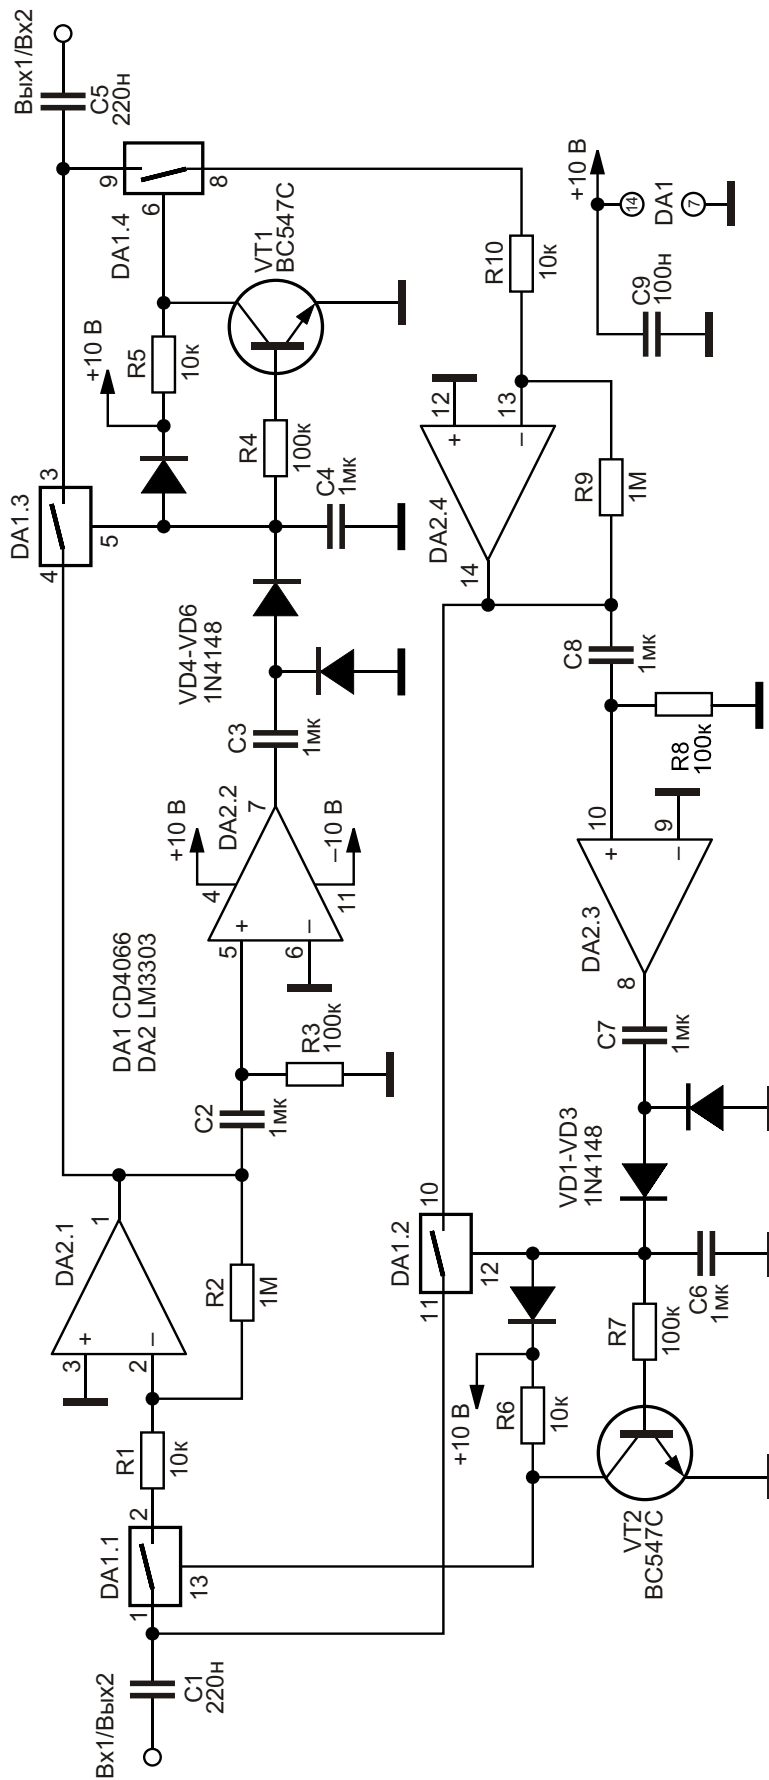 Вх1/Вых2
C1
220н
DA1.1
1
2
13
R1
10к
DA2.1
3
2
+
–
1
R2
1М
C2
1мк
R3
100к
DA1 CD4066
DA2 LM3303
DA2.2
+10 В
4
5
6
+
–
7
11
–10 В
C3
1мк
VD4-VD6
1N4148
DA1.3
4
3
5
C4
1мк
R4
100к
+10 В
R5
10к
VT1
BC547C
DA1.4
6
9
8
Вых1/Вх2
C5
220н
DA1.2
11
10
12
+10 В
R6
10к
VT2
BC547C
R7
100к
C6
1мк
VD1-VD3
1N4148
C7
1мк
DA2.3
8
10
9
+
–
R8
100к
C8
1мк
DA2.4
14
12
13
+
–
R9
1М
R10
10к
C9
100н
+10 В
14
DA1
7